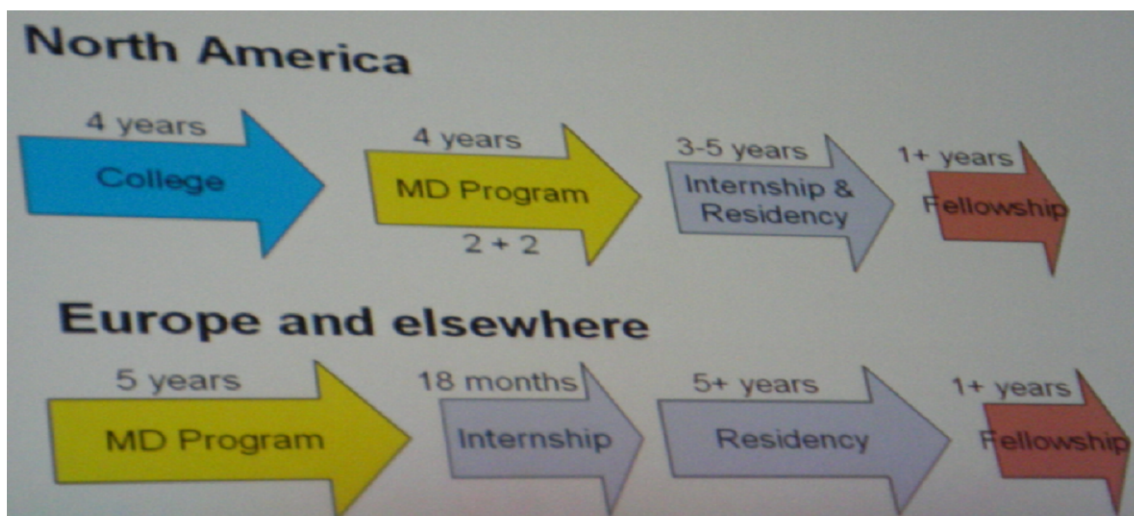 North America
4 years
College
4 years
MD Program
2 + 2
3-5 years
Internship &
Residency
1+ years
Fellowship
Europe and elsewhere
5 years
MD Program
18 months
Internship
5+ years
Residency
1+ years
Fellowship